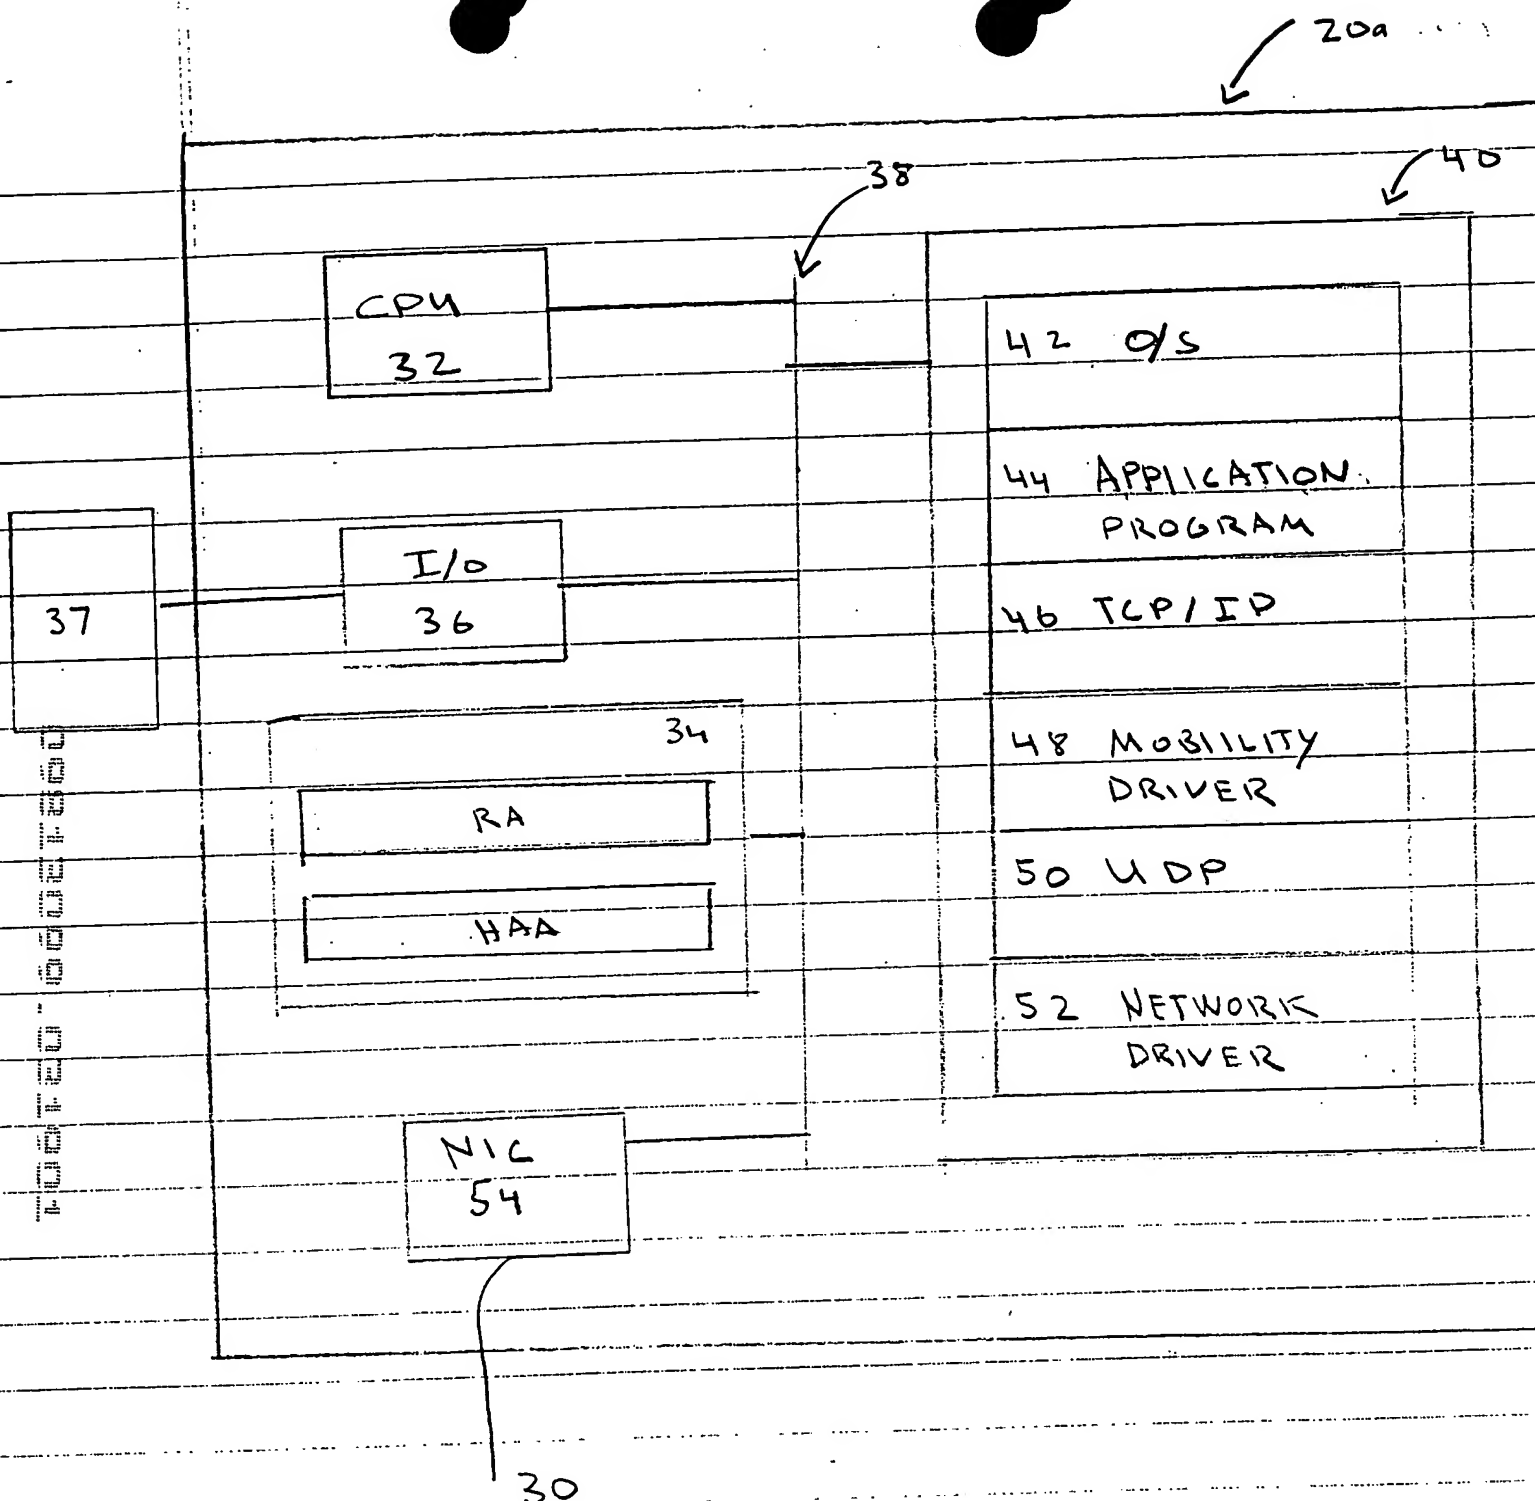 20a
38
40
CPU
32
42 O/S
44 APPLICATION
PROGRAM
I/O
36
37
46 TCP/IP
34
48 MOBIILITY
DRIVER
RA
50 UDP
HAA
52 NETWORK
DRIVER
NIC
54
30